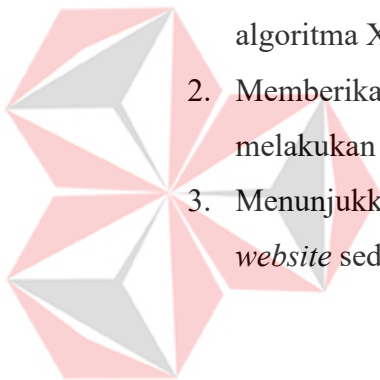 algoritma X
2. Memberika
melakukan
3. Menunjukk
website sed